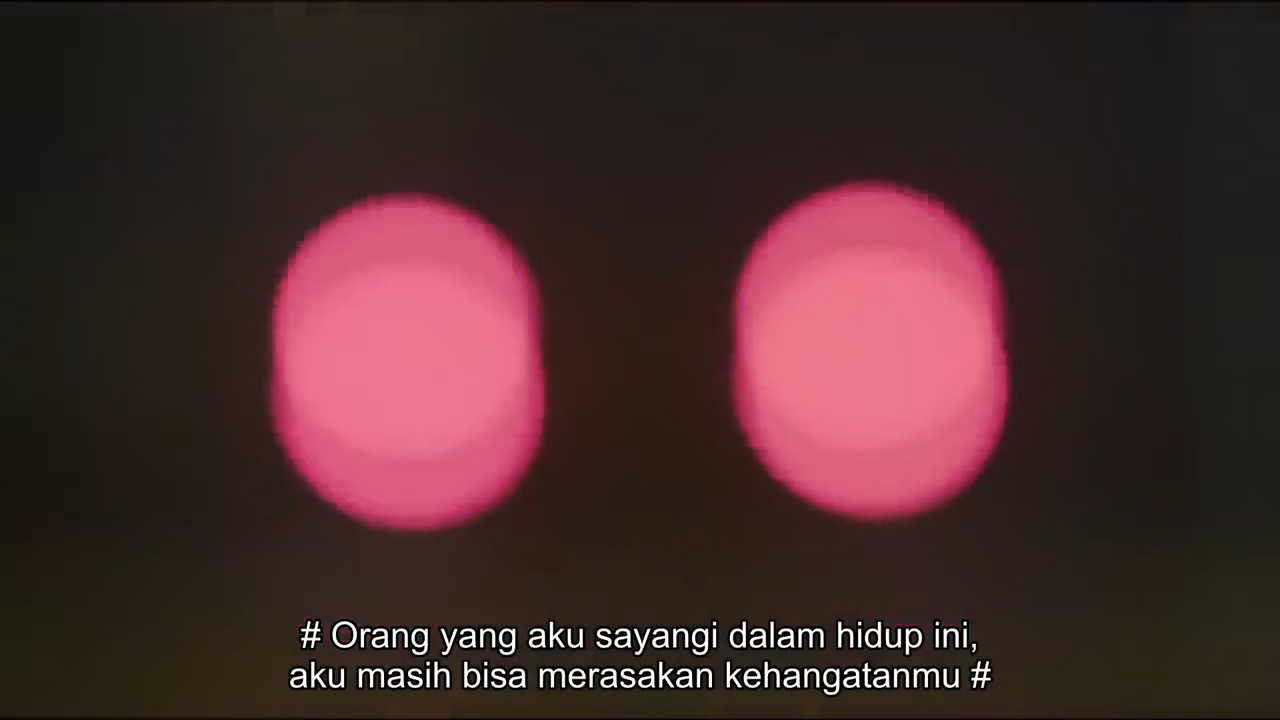 # Orang yang aku sayangi dalam hidup ini,
aku masih bisa merasakan kehangatanmu #